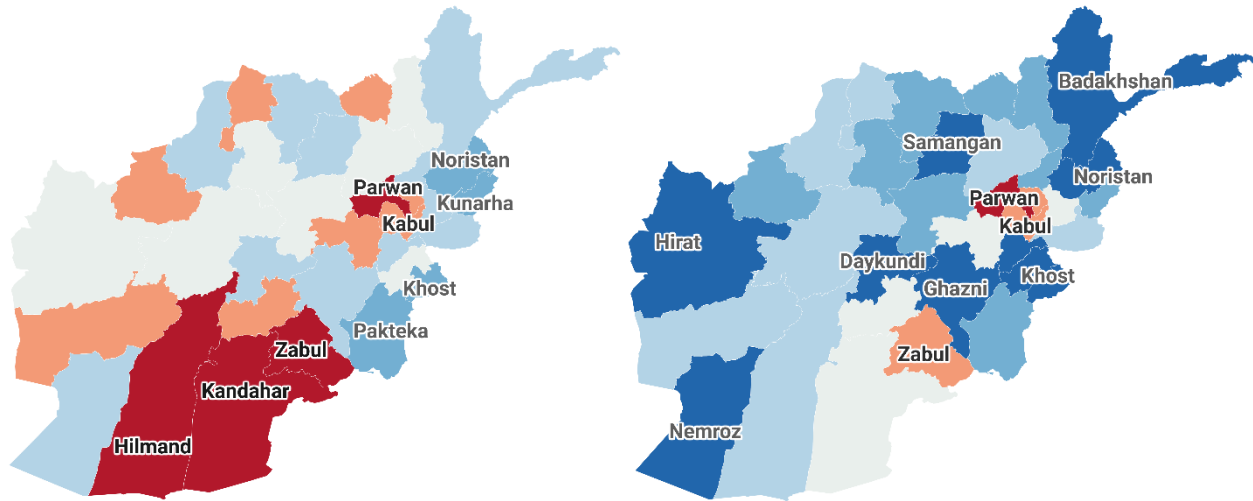 Noristan
Parwan
Kunarha
Kabul
Khost
Pakteka
Zabul
Kandahar
Hilmand
Badakhshan
Samangan
Noristan
Parwan
Kabul
Hirat
Daykundi
Khost
Ghazni
Zabul
Nemroz